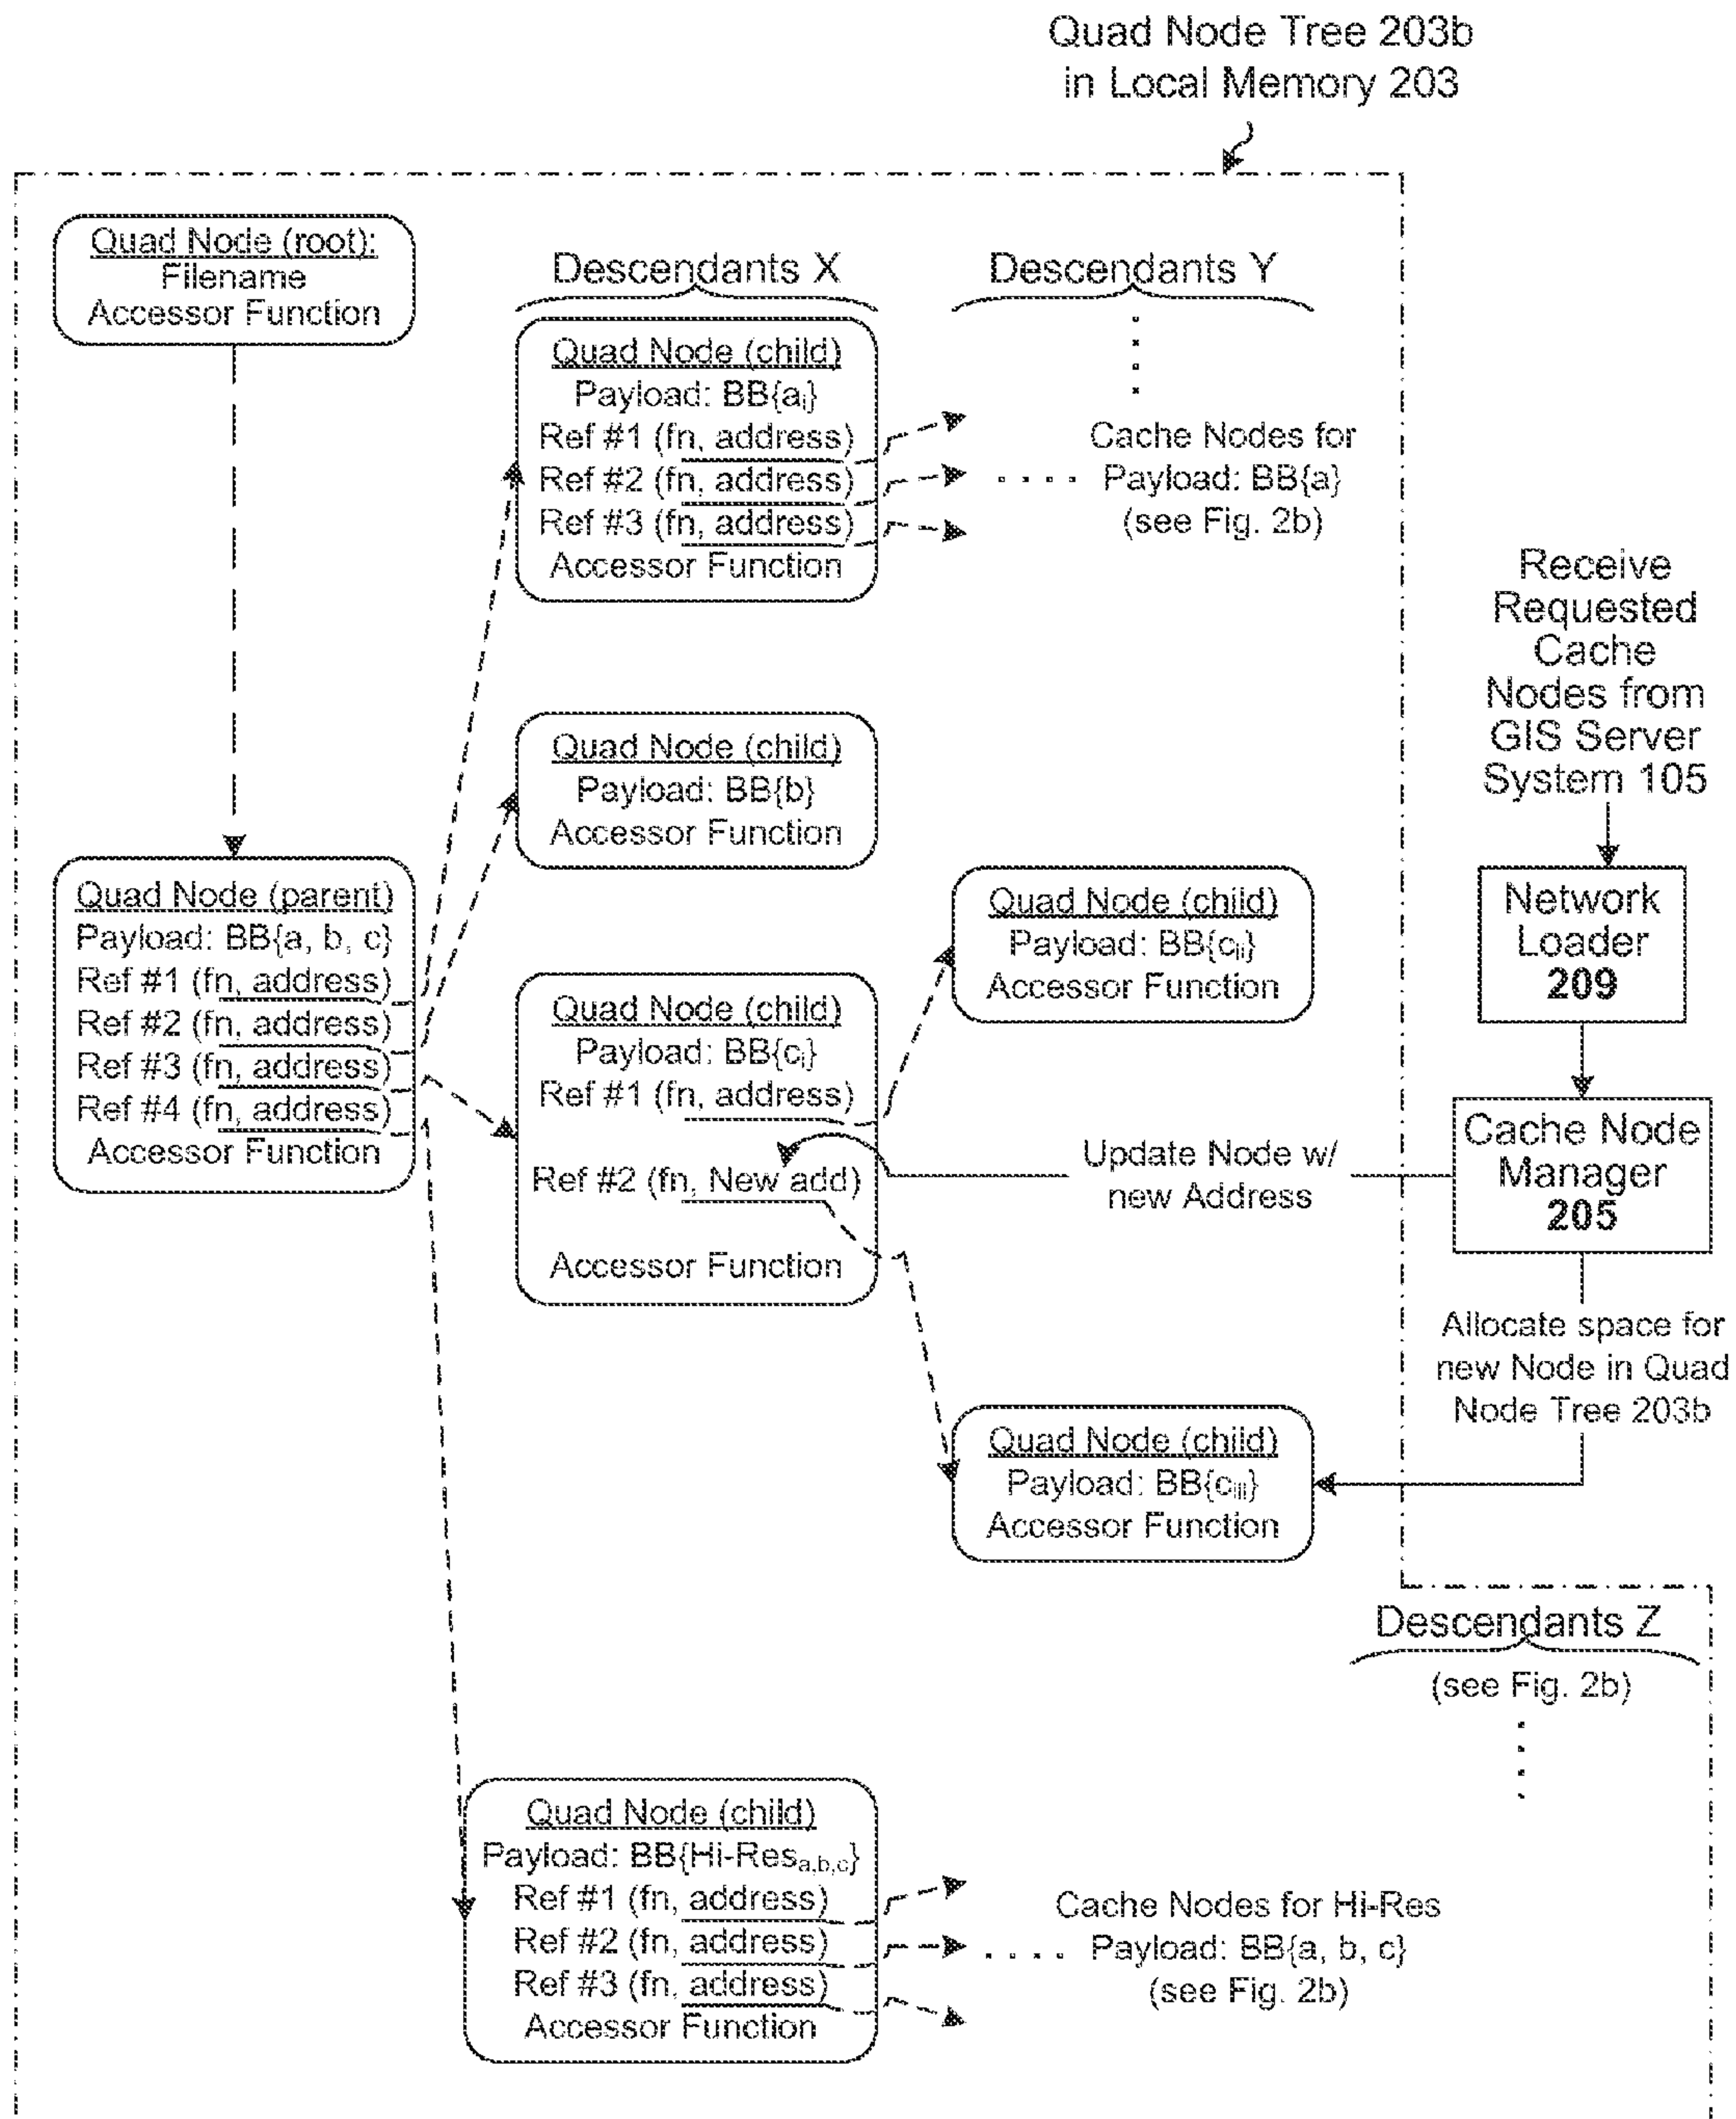 Quad Node Tree 203b
in Local Memory 203
Quad Node (root):
Filename
Accessor Function
Descendants X
Descendants Y
Quad Node (child)
Payload: BB{aᵢ}
Ref #1 (fn, address)
Ref #2 (fn, address)
Ref #3 (fn, address)
Accessor Function
Cache Nodes for
Payload: BB{a}
(see Fig. 2b)
Receive
Requested
Cache
Nodes from
GIS Server
System 105
Quad Node (child)
Payload: BB{b}
Accessor Function
Quad Node (parent)
Payload: BB{a, b, c}
Ref #1 (fn, address)
Ref #2 (fn, address)
Ref #3 (fn, address)
Ref #4 (fn, address)
Accessor Function
Quad Node (child)
Payload: BB{cᵢᵢ}
Accessor Function
Network
Loader
209
Quad Node (child)
Payload: BB{cᵢ}
Ref #1 (fn, address)
Ref #2 (fn, New add)
Accessor Function
Update Node w/
new Address
Cache Node
Manager
205
Allocate space for
new Node in Quad
Node Tree 203b
Quad Node (child)
Payload: BB{cᵢᵢᵢ}
Accessor Function
Descendants Z
(see Fig. 2b)
Quad Node (child)
Payload: BB{Hi-Resa,b,c}
Ref #1 (fn, address)
Ref #2 (fn, address)
Ref #3 (fn, address)
Accessor Function
Cache Nodes for Hi-Res
Payload: BB{a, b, c}
(see Fig. 2b)